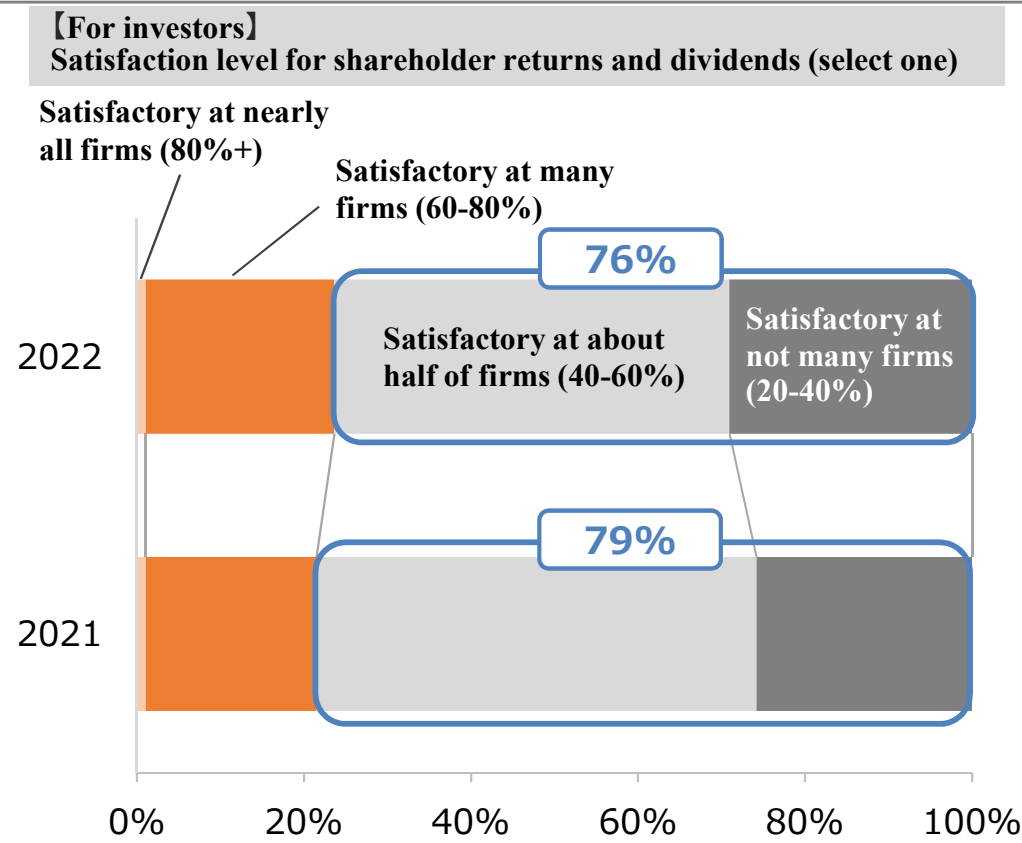 【For investors】
Satisfaction level for shareholder returns and dividends (select one)
Satisfactory at nearly
all firms (80%+)
Satisfactory at many
firms (60-80%)
76%
2022
Satisfactory at about
half of firms (40-60%)
Satisfactory at
not many firms
(20-40%)
79%
2021
0%
20%
40%
60%
80%
100%